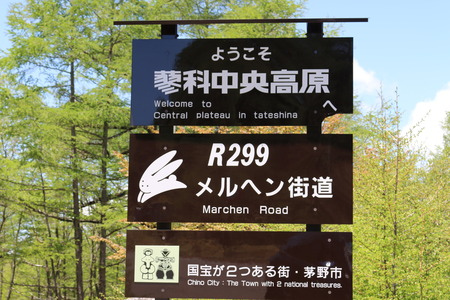 ようこそ
蓼科中央高原
Welcome to
Central plateau in tateshina
へ
R299
メルヘン街道
Marchen Road
国宝が2つある街・茅野市
Chino City : The Town with 2 national treasures.